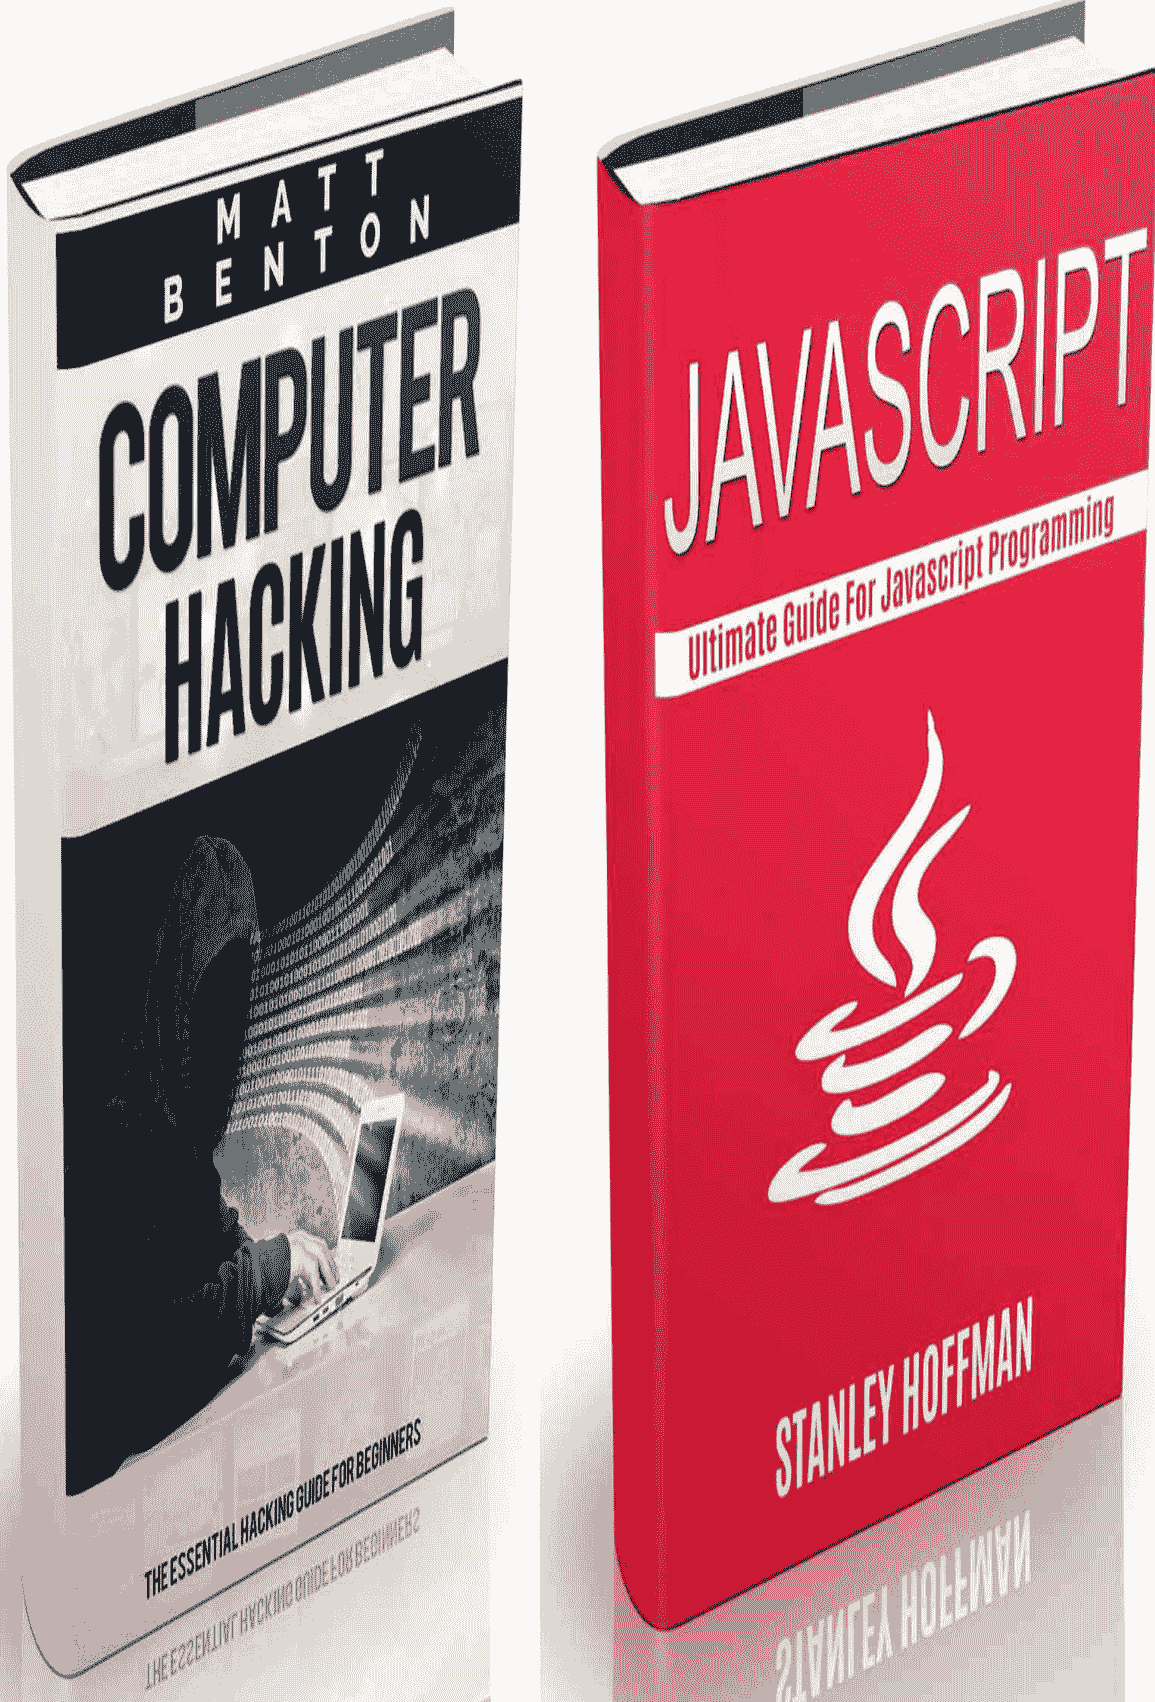 MATT
BENTON
COMPUTER
HACKING
THE ESSENTIAL HACKING GUIDE FOR BEGINNERS
JAVASCRIPT
Ultimate Guide For Javascript Programming
STANLEY HOFFMAN